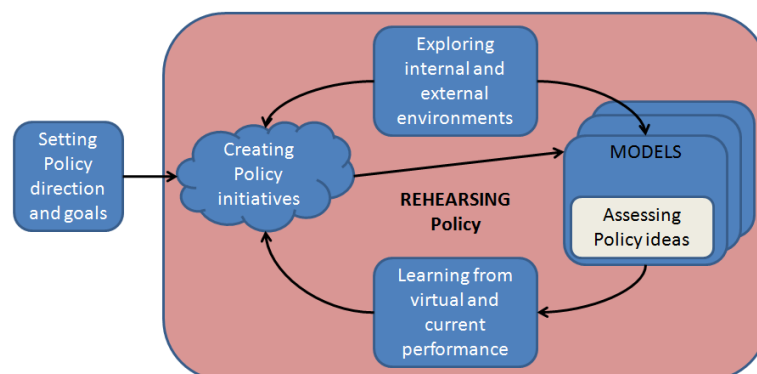 Setting
Policy
direction
and goals
Creating
Policy
initiatives
Exploring
internal and
external
environments
REHEARSING
Policy
MODELS
Assessing
Policy ideas
Learning from
virtual and
current
performance